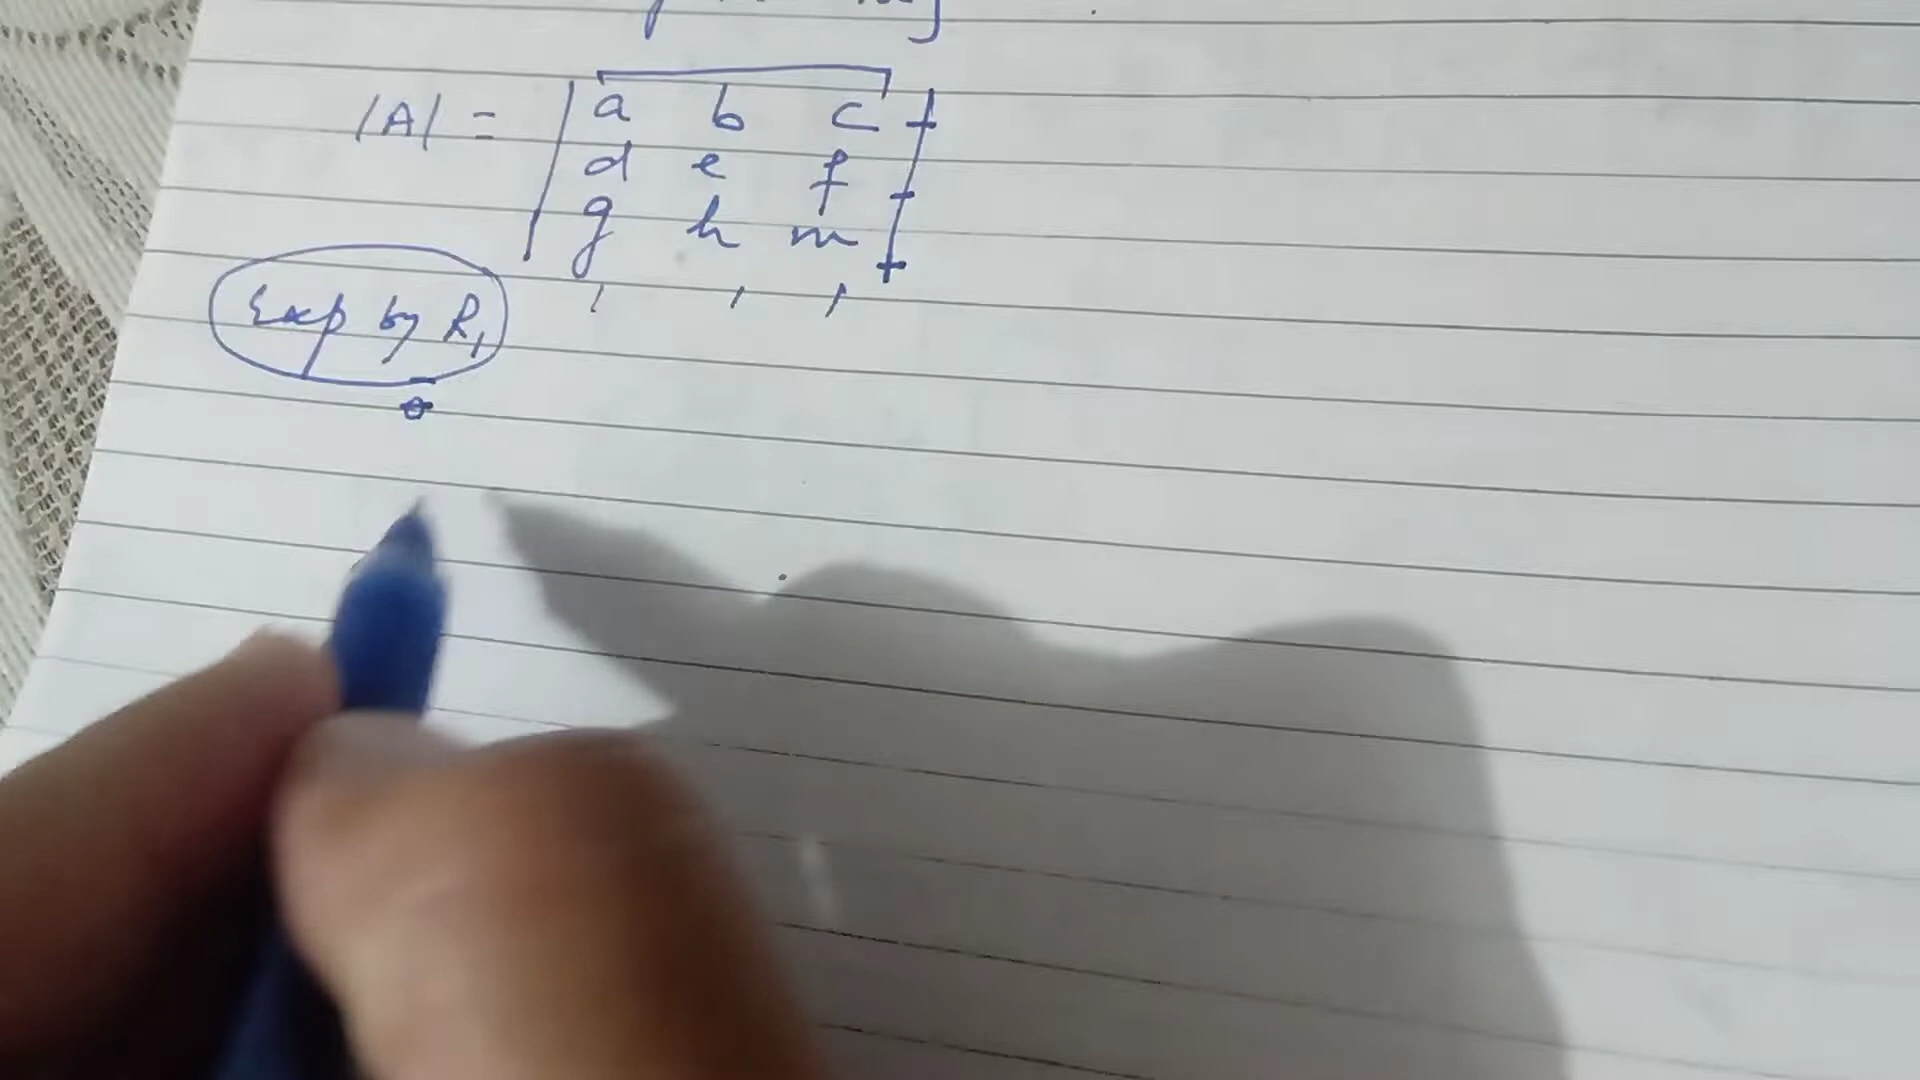 |A| = | a b c |
d e f
g h m
Exp by R₁